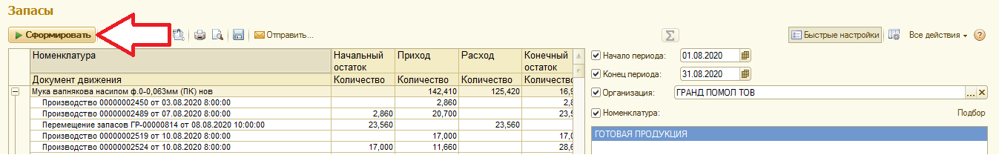 Запасы
Сформировать Отправить... Σ Быстрые настройки Все действия ?
Номенклатура Начальный остаток Приход Расход Конечный остаток
Документ движения Количество Количество Количество Количество
Мука вапнякова насипом ф.0-0,063мм (ПК) нов 142,410 125,420 16,9
Производство 00000002450 от 03.08.2020 8:00:00 2,860 2,8
Производство 00000002489 от 07.08.2020 8:00:00 2,860 20,700 23,5
Перемещение запасов ГР-00000814 от 08.08.2020 10:00:00 23,560 23,560
Производство 00000002519 от 10.08.2020 8:00:00 17,000 17,0
Производство 00000002524 от 10.08.2020 8:00:00 17,000 11,660 28,6
Начало периода: 01.08.2020
Конец периода: 31.08.2020
Организация: ГРАНД ПОМОЛ ТОВ ... ×
Номенклатура: Подбор
ГОТОВАЯ ПРОДУКЦИЯ